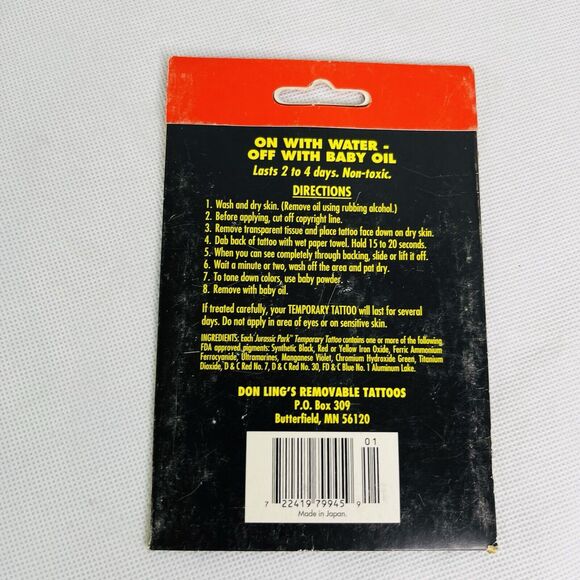 ON WITH WATER -
OFF WITH BABY OIL
Lasts 2 to 4 days. Non-toxic.
DIRECTIONS
1. Wash and dry skin. (Remove oil using rubbing alcohol.)
2. Before applying, cut off copyright line.
3. Remove transparent tissue and place tattoo face down on dry skin.
4. Dab back of tattoo with wet paper towel. Hold 15 to 20 seconds.
5. When you can see completely through backing, slide or lift it off.
6. Wait a minute or two, wash off the area and pat dry.
7. To tone down colors, use baby powder.
8. Remove with baby oil.
If treated carefully, your TEMPORARY TATTOO will last for several
days. Do not apply in area of eyes or on sensitive skin.
INGREDIENTS: Each Jurassic Park™ Temporary Tattoo contains one or more of the following
FDA approved pigments: Synthetic Black, Red or Yellow Iron Oxide, Ferric Ammonium
Ferrocyanide, Ultramarines, Manganese Violet, Chromium Hydroxide Green, Titanium
Dioxide, D & C Red No. 7, D & C Red No. 30, FD & C Blue No. 1 Aluminum Lake.
DON LING'S REMOVABLE TATTOOS
P.O. Box 309
Butterfield, MN 56120
01
7 22419 79945 9
Made in Japan.